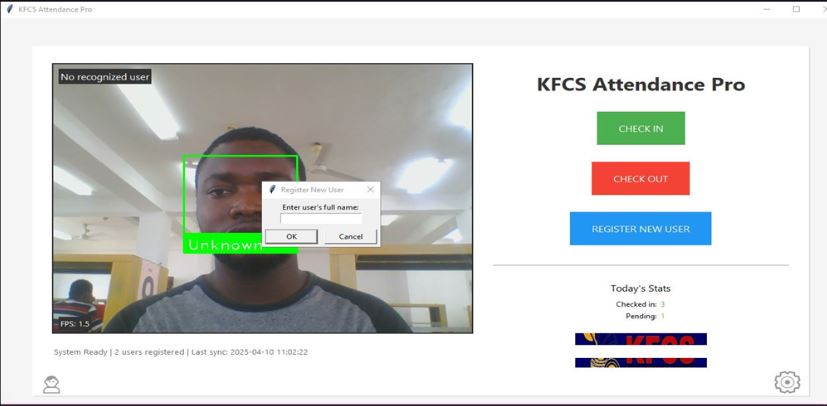 KFCS Attendance Pro
No recognized user
Unknown
FPS: 1.5
Register New User
Enter user's full name:
OK
Cancel
System Ready | 2 users registered | Last sync: 2025-04-10 11:02:22
KFCS Attendance Pro
CHECK IN
CHECK OUT
REGISTER NEW USER
Today's Stats
Checked in: 3
Pending: 1
KFCS